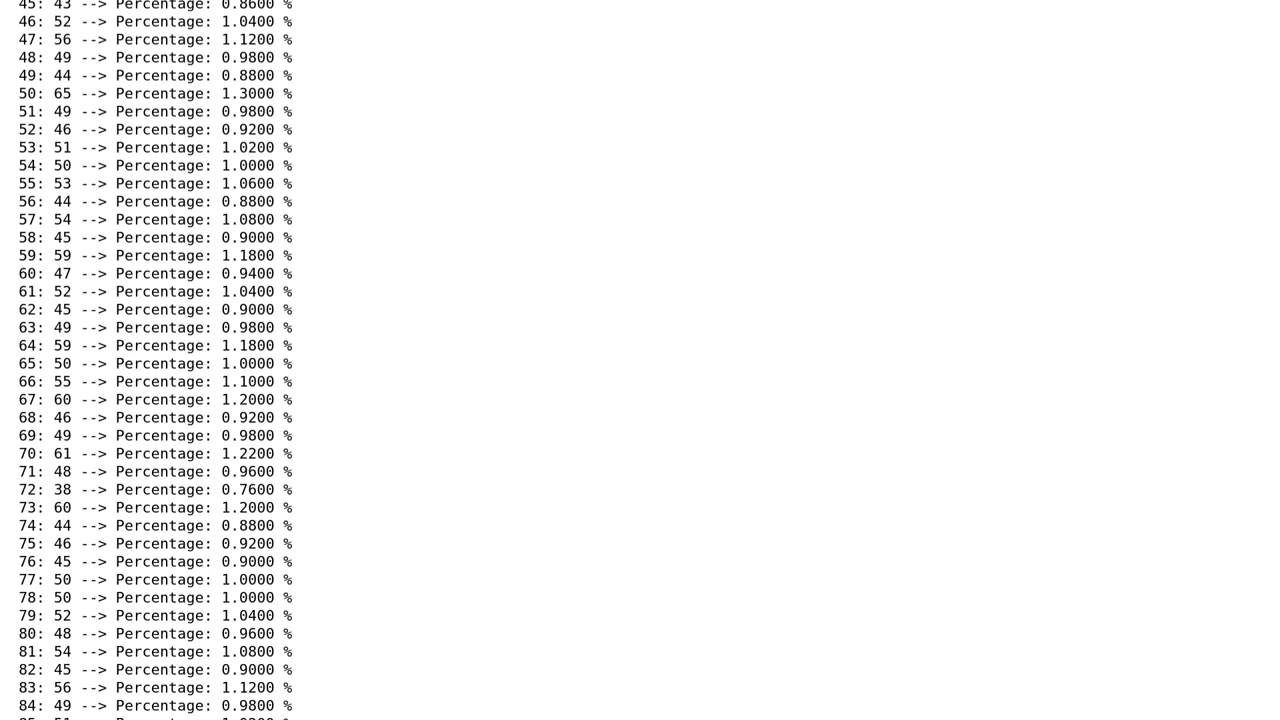 45: 43 --> Percentage: 0.8600 %
46: 52 --> Percentage: 1.0400 %
47: 56 --> Percentage: 1.1200 %
48: 49 --> Percentage: 0.9800 %
49: 44 --> Percentage: 0.8800 %
50: 65 --> Percentage: 1.3000 %
51: 49 --> Percentage: 0.9800 %
52: 46 --> Percentage: 0.9200 %
53: 51 --> Percentage: 1.0200 %
54: 50 --> Percentage: 1.0000 %
55: 53 --> Percentage: 1.0600 %
56: 44 --> Percentage: 0.8800 %
57: 54 --> Percentage: 1.0800 %
58: 45 --> Percentage: 0.9000 %
59: 59 --> Percentage: 1.1800 %
60: 47 --> Percentage: 0.9400 %
61: 52 --> Percentage: 1.0400 %
62: 45 --> Percentage: 0.9000 %
63: 49 --> Percentage: 0.9800 %
64: 59 --> Percentage: 1.1800 %
65: 50 --> Percentage: 1.0000 %
66: 55 --> Percentage: 1.1000 %
67: 60 --> Percentage: 1.2000 %
68: 46 --> Percentage: 0.9200 %
69: 49 --> Percentage: 0.9800 %
70: 61 --> Percentage: 1.2200 %
71: 48 --> Percentage: 0.9600 %
72: 38 --> Percentage: 0.7600 %
73: 60 --> Percentage: 1.2000 %
74: 44 --> Percentage: 0.8800 %
75: 46 --> Percentage: 0.9200 %
76: 45 --> Percentage: 0.9000 %
77: 50 --> Percentage: 1.0000 %
78: 50 --> Percentage: 1.0000 %
79: 52 --> Percentage: 1.0400 %
80: 48 --> Percentage: 0.9600 %
81: 54 --> Percentage: 1.0800 %
82: 45 --> Percentage: 0.9000 %
83: 56 --> Percentage: 1.1200 %
84: 49 --> Percentage: 0.9800 %